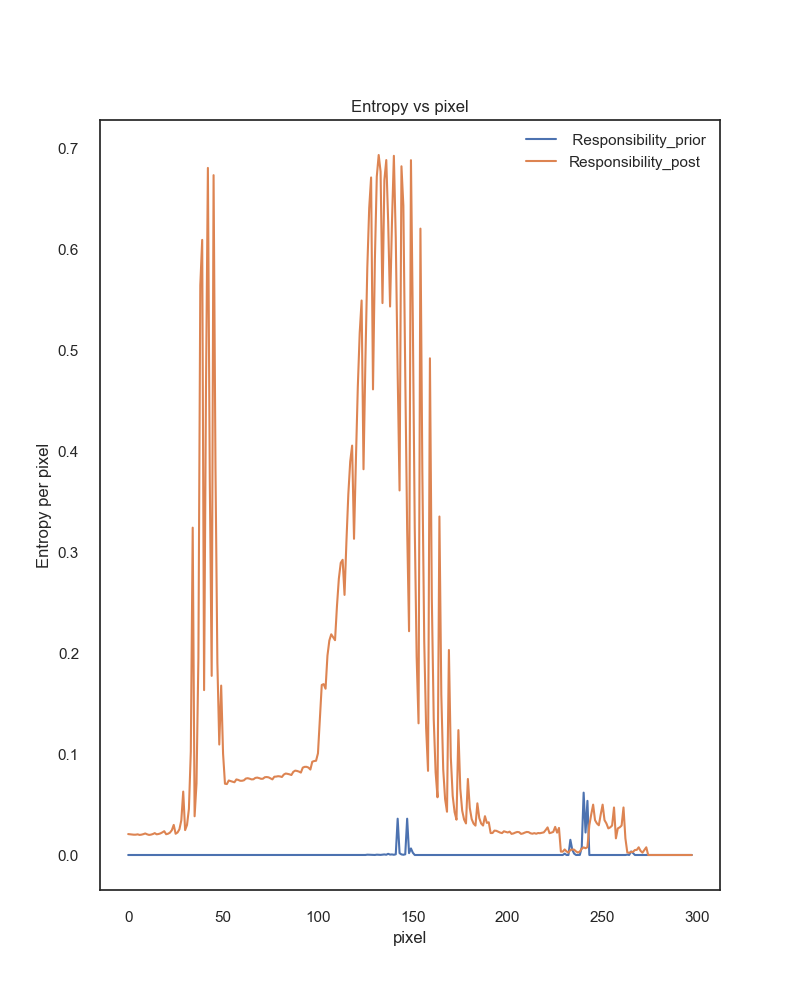 Entropy vs pixel
Responsibility_prior
Responsibility_post
0.7
0.6
0.5
0.4
0.3
0.2
0.1
0.0
Entropy per pixel
0 50 100 150 200 250 300
pixel